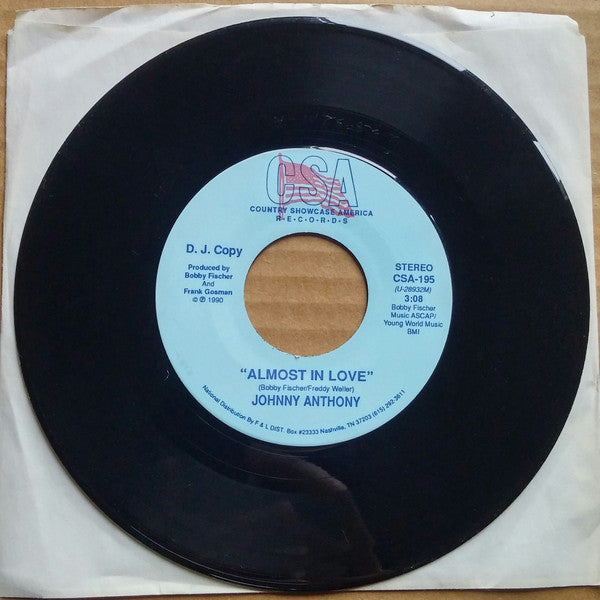 CSA
COUNTRY SHOWCASE AMERICA
R•E•C•O•R•D•S
D. J. Copy
Produced by
Bobby Fischer
And
Frank Gosman
© ℗ 1990
STEREO
CSA-195
(U-28932M)
3:08
Bobby Fischer
Music ASCAP/
Young World Music
BMI
"ALMOST IN LOVE"
(Bobby Fischer/Freddy Weller)
JOHNNY ANTHONY
National Distribution By F & L DIST. Box #23333 Nashville, TN 37203 (615) 292-3611